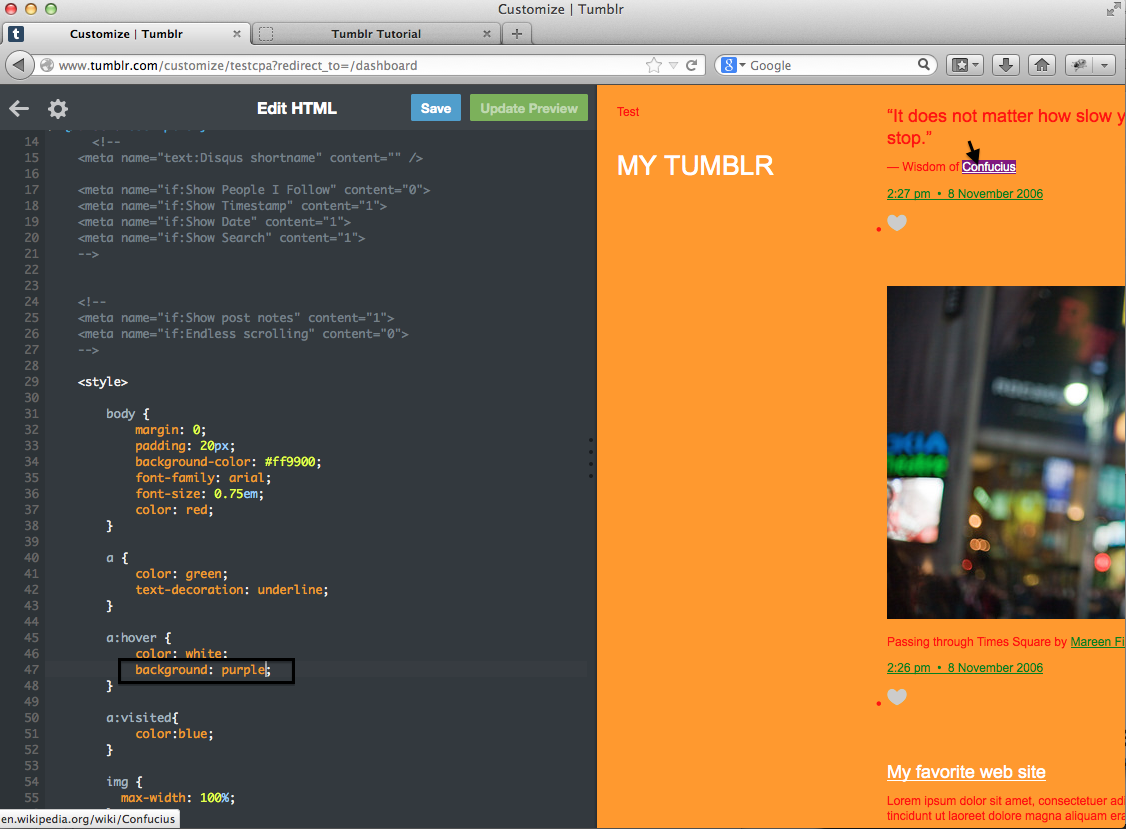 Customize | Tumblr
t Customize | Tumblr × Tumblr Tutorial × +
www.tumblr.com/customize/testcpa?redirect_to=/dashboard
8 Google
Edit HTML
Save
Update Preview
14 <!--
15 <meta name="text:Disqus shortname" content="" />
16
17 <meta name="if:Show People I Follow" content="0">
18 <meta name="if:Show Timestamp" content="1">
19 <meta name="if:Show Date" content="1">
20 <meta name="if:Show Search" content="1">
21 -->
22
23
24 <!--
25 <meta name="if:Show post notes" content="1">
26 <meta name="if:Endless scrolling" content="0">
27 -->
28
29 <style>
30
31 body {
32 margin: 0;
33 padding: 20px;
34 background-color: #ff9900;
35 font-family: arial;
36 font-size: 0.75em;
37 color: red;
38 }
39
40 a {
41 color: green;
42 text-decoration: underline;
43 }
44
45 a:hover {
46 color: white;
47 background: purple;
48 }
49
50 a:visited{
51 color:blue;
52 }
53
54 img {
55 max-width: 100%;
en.wikipedia.org/wiki/Confucius
Test
MY TUMBLR
“It does not matter how slow y
stop.”
— Wisdom of Confucius
2:27 pm • 8 November 2006
Passing through Times Square by Mareen Fi
2:26 pm • 8 November 2006
My favorite web site
Lorem ipsum dolor sit amet, consectetuer adi
tincidunt ut laoreet dolore magna aliquam era